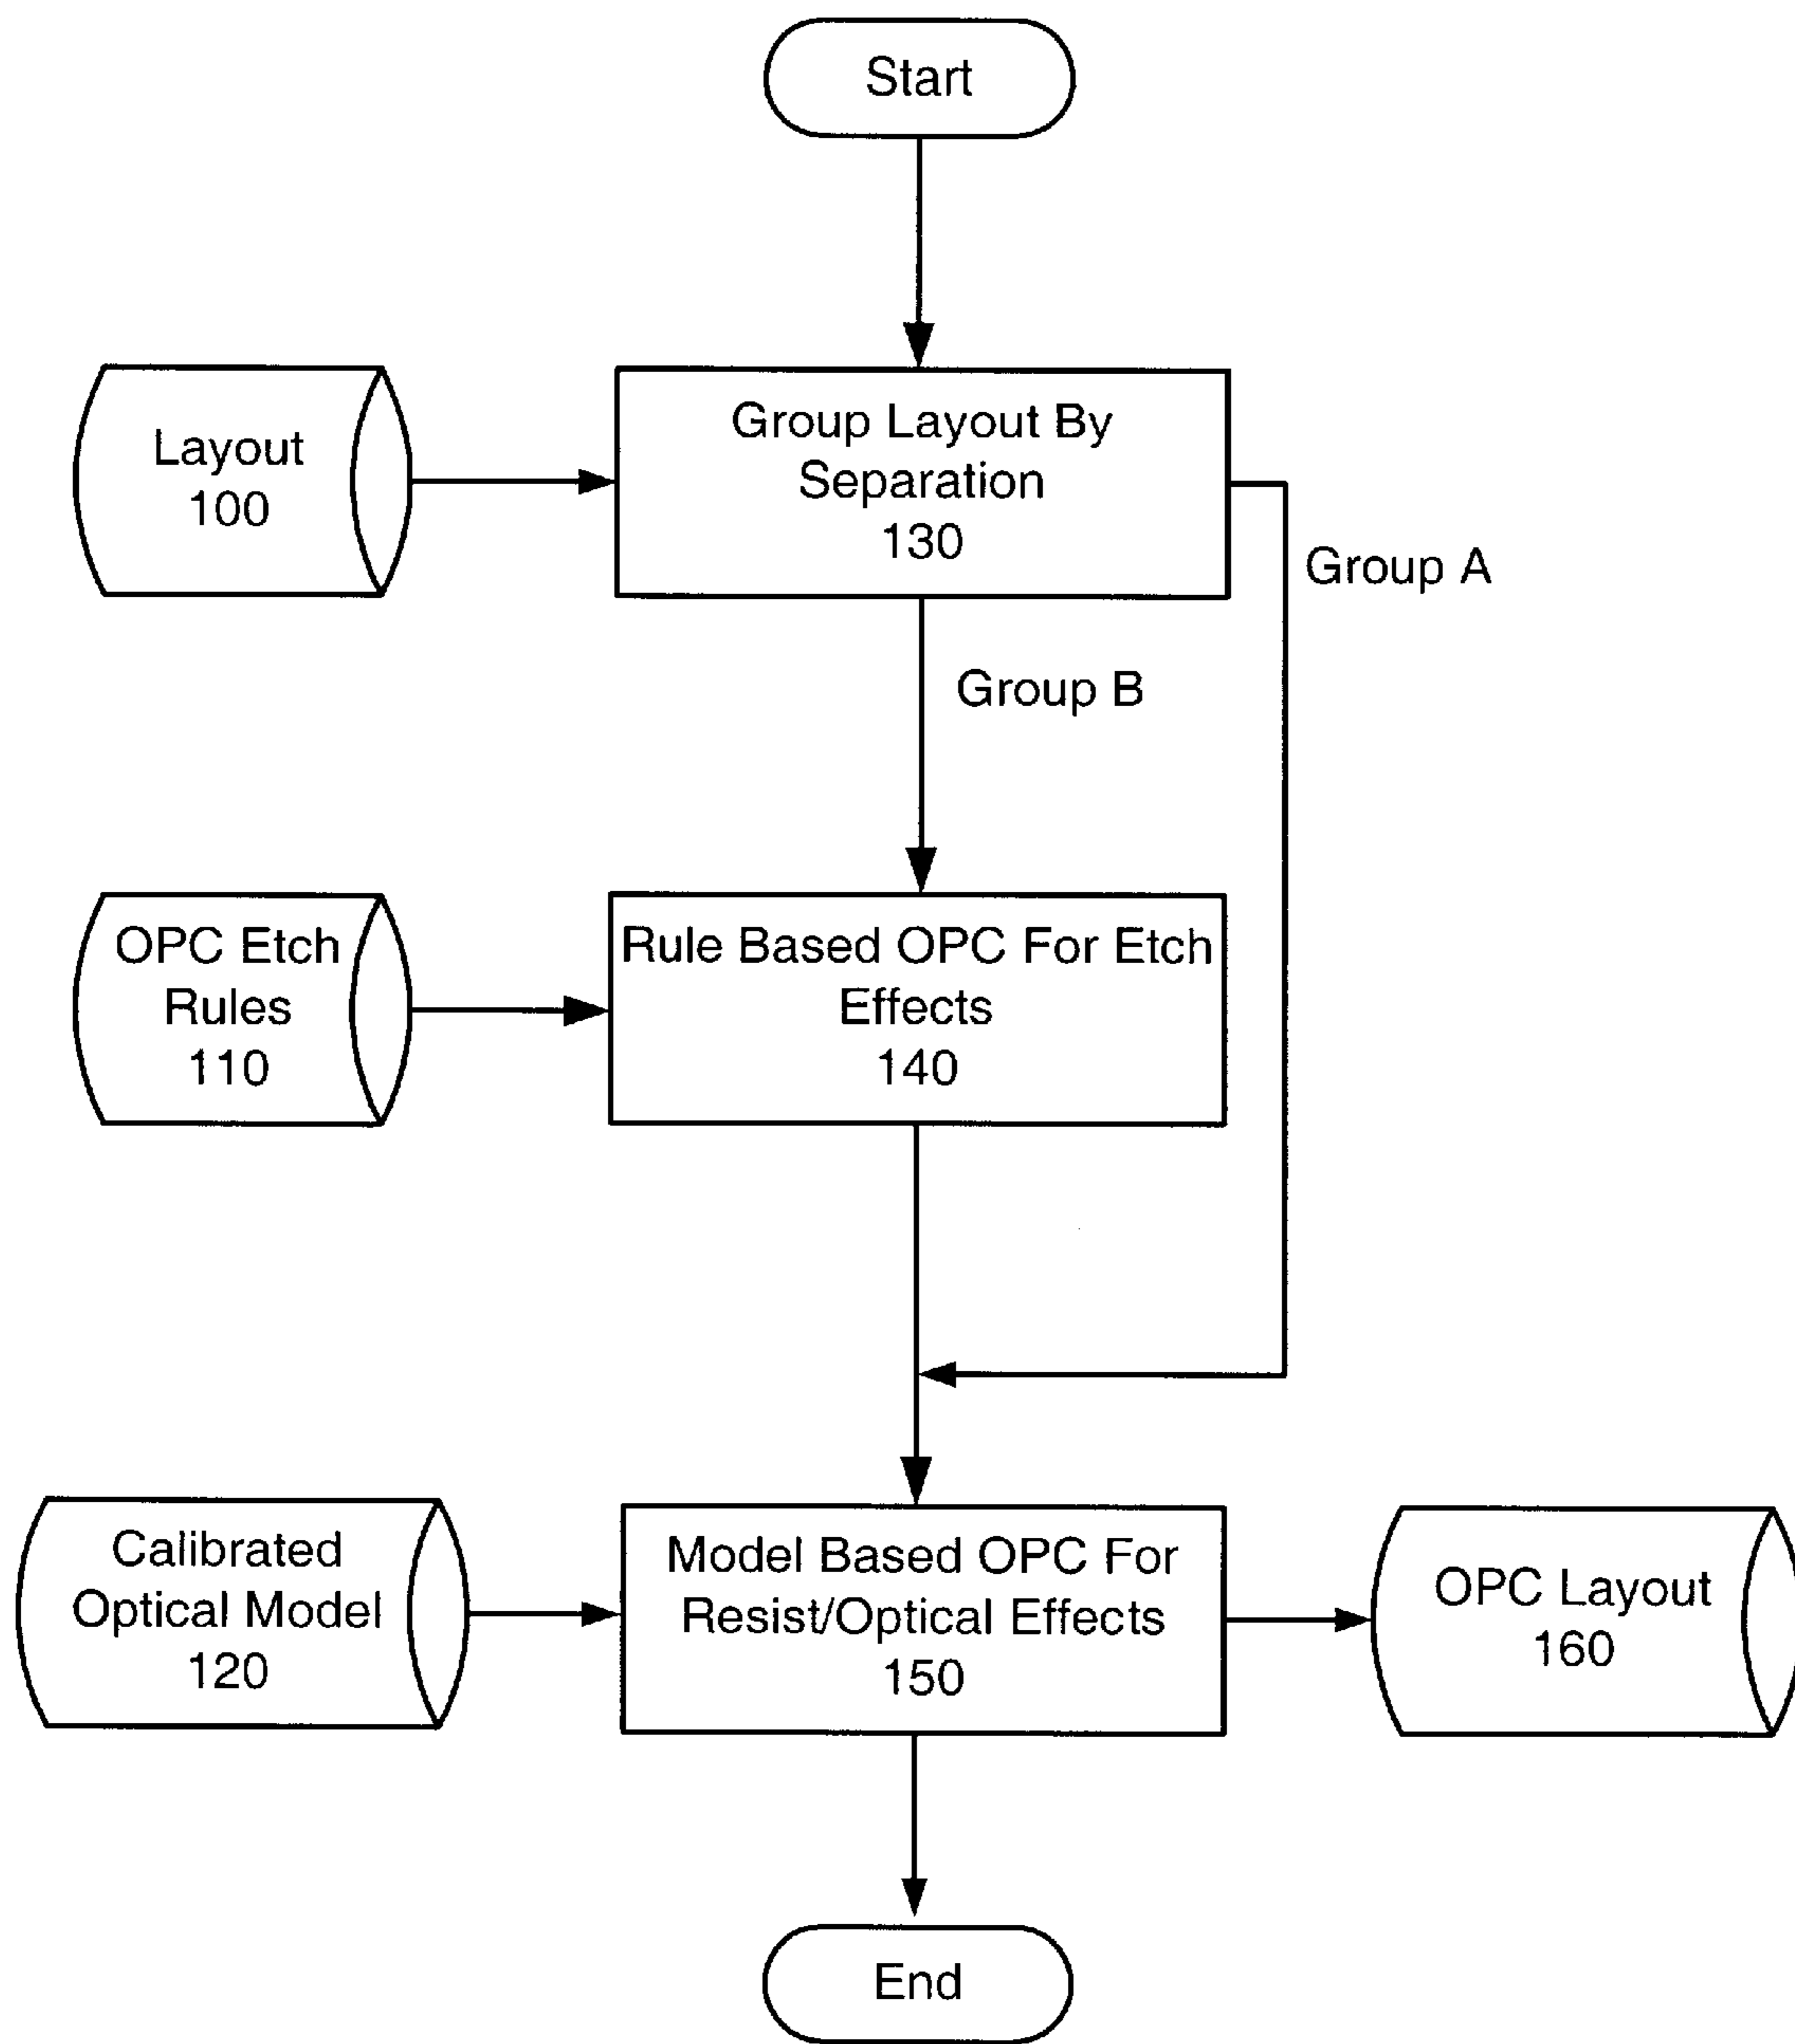 Start
Layout
100
Group Layout By
Separation
130
Group A
Group B
OPC Etch
Rules
110
Rule Based OPC For Etch
Effects
140
Calibrated
Optical Model
120
Model Based OPC For
Resist/Optical Effects
150
OPC Layout
160
End